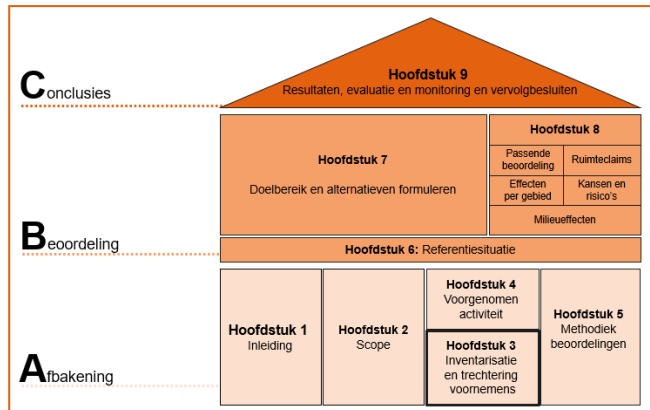 Hoofdstuk 9
Resultaten, evaluatie en monitoring en vervolgbesluiten
Conclusies
Hoofdstuk 7
Doelbereik en alternatieven formuleren
Hoofdstuk 8
Passende
beoordeling
Ruimteclaims
Effecten
per gebied
Kansen en
risico's
Milieueffecten
Beoordeling
Hoofdstuk 6: Referentiesituatie
Hoofdstuk 1
Inleiding
Hoofdstuk 2
Scope
Hoofdstuk 4
Voorgenomen
activiteit
Hoofdstuk 3
Inventarisatie
en trechtering
voornemens
Hoofdstuk 5
Methodiek
beoordelingen
Afbakening